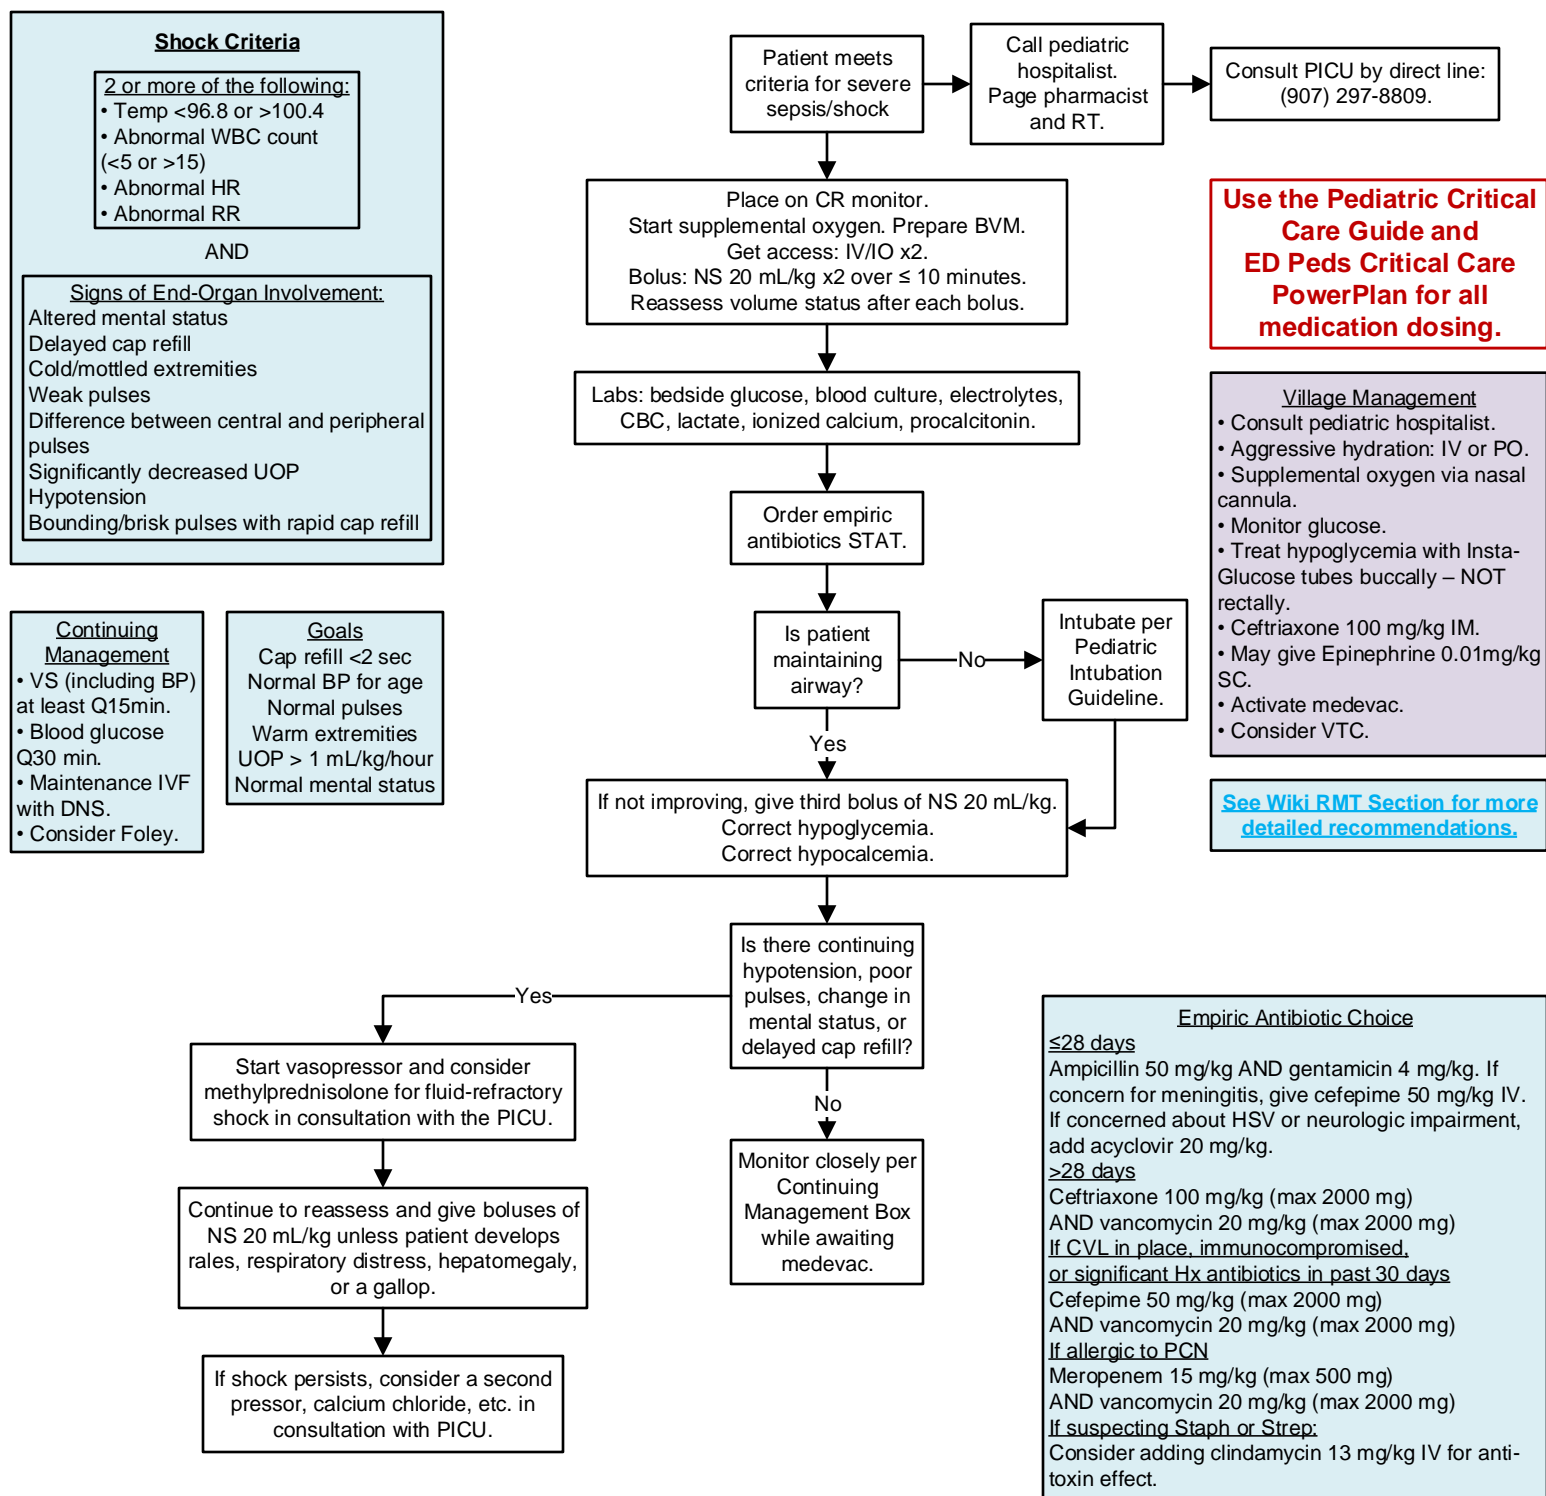 Shock Criteria
2 or more of the following:
• Temp <96.8 or >100.4
• Abnormal WBC count
(<5 or >15)
• Abnormal HR
• Abnormal RR
AND
Signs of End-Organ Involvement:
Altered mental status
Delayed cap refill
Cold/mottled extremities
Weak pulses
Difference between central and peripheral
pulses
Significantly decreased UOP
Hypotension
Bounding/brisk pulses with rapid cap refill
Continuing
Management
• VS (including BP)
at least Q15min.
• Blood glucose
Q30 min.
• Maintenance IVF
with DNS.
• Consider Foley.
Goals
Cap refill <2 sec
Normal BP for age
Normal pulses
Warm extremities
UOP > 1 mL/kg/hour
Normal mental status
Patient meets
criteria for severe
sepsis/shock
Call pediatric
hospitalist.
Page pharmacist
and RT.
Consult PICU by direct line:
(907) 297-8809.
Place on CR monitor.
Start supplemental oxygen. Prepare BVM.
Get access: IV/IO x2.
Bolus: NS 20 mL/kg x2 over ≤ 10 minutes.
Reassess volume status after each bolus.
Labs: bedside glucose, blood culture, electrolytes,
CBC, lactate, ionized calcium, procalcitonin.
Order empiric
antibiotics STAT.
Is patient
maintaining
airway?
No
Intubate per
Pediatric
Intubation
Guideline.
Yes
If not improving, give third bolus of NS 20 mL/kg.
Correct hypoglycemia.
Correct hypocalcemia.
Is there continuing
hypotension, poor
pulses, change in
mental status, or
delayed cap refill?
Yes
Start vasopressor and consider
methylprednisolone for fluid-refractory
shock in consultation with the PICU.
Continue to reassess and give boluses of
NS 20 mL/kg unless patient develops
rales, respiratory distress, hepatomegaly,
or a gallop.
If shock persists, consider a second
pressor, calcium chloride, etc. in
consultation with PICU.
No
Monitor closely per
Continuing
Management Box
while awaiting
medevac.
Use the Pediatric Critical
Care Guide and
ED Peds Critical Care
PowerPlan for all
medication dosing.
Village Management
• Consult pediatric hospitalist.
• Aggressive hydration: IV or PO.
• Supplemental oxygen via nasal
cannula.
• Monitor glucose.
• Treat hypoglycemia with Insta-
Glucose tubes buccally – NOT
rectally.
• Ceftriaxone 100 mg/kg IM.
• May give Epinephrine 0.01mg/kg
SC.
• Activate medevac.
• Consider VTC.
See Wiki RMT Section for more
detailed recommendations.
Empiric Antibiotic Choice
≤28 days
Ampicillin 50 mg/kg AND gentamicin 4 mg/kg. If
concern for meningitis, give cefepime 50 mg/kg IV.
If concerned about HSV or neurologic impairment,
add acyclovir 20 mg/kg.
>28 days
Ceftriaxone 100 mg/kg (max 2000 mg)
AND vancomycin 20 mg/kg (max 2000 mg)
If CVL in place, immunocompromised,
or significant Hx antibiotics in past 30 days
Cefepime 50 mg/kg (max 2000 mg)
AND vancomycin 20 mg/kg (max 2000 mg)
If allergic to PCN
Meropenem 15 mg/kg (max 500 mg)
AND vancomycin 20 mg/kg (max 2000 mg)
If suspecting Staph or Strep:
Consider adding clindamycin 13 mg/kg IV for anti-
toxin effect.